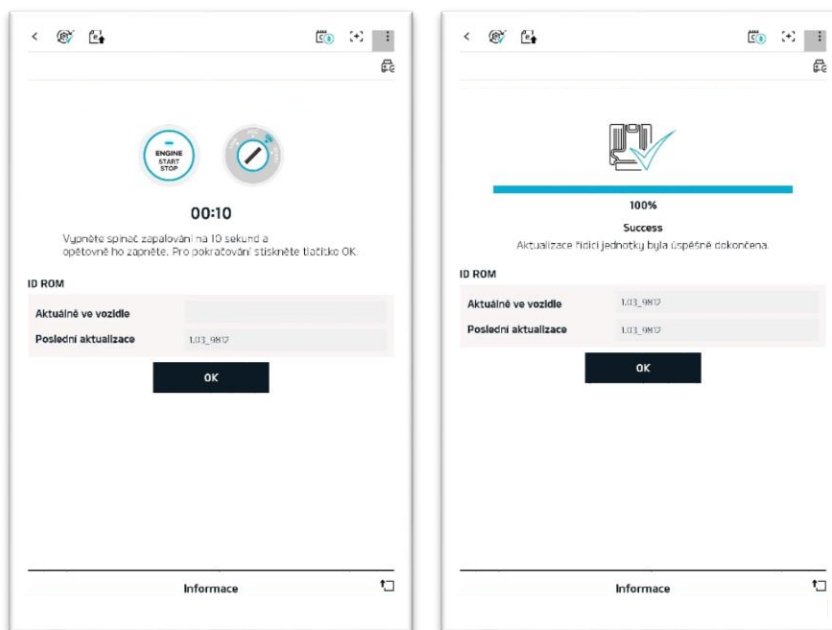 ENGINE
START
STOP
00:10
Vypněte spínač zapalování na 10 sekund a
opětovně ho zapněte. Pro pokračování stiskněte tlačítko OK.
ID ROM
Aktuálně ve vozidle
Poslední aktualizace 1.03_9812
OK
Informace
100%
Success
Aktualizace řídicí jednotky byla úspěšně dokončena.
ID ROM
Aktuálně ve vozidle 1.03_9812
Poslední aktualizace 1.03_9812
OK
Informace